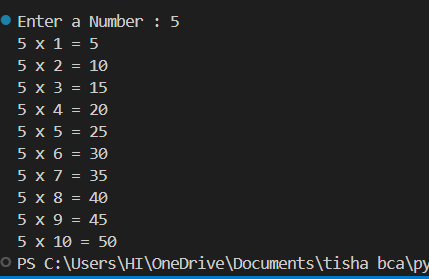 Enter a Number : 5
5 x 1 = 5
5 x 2 = 10
5 x 3 = 15
5 x 4 = 20
5 x 5 = 25
5 x 6 = 30
5 x 7 = 35
5 x 8 = 40
5 x 9 = 45
5 x 10 = 50
PS C:\Users\HI\OneDrive\Documents\tisha bca\py